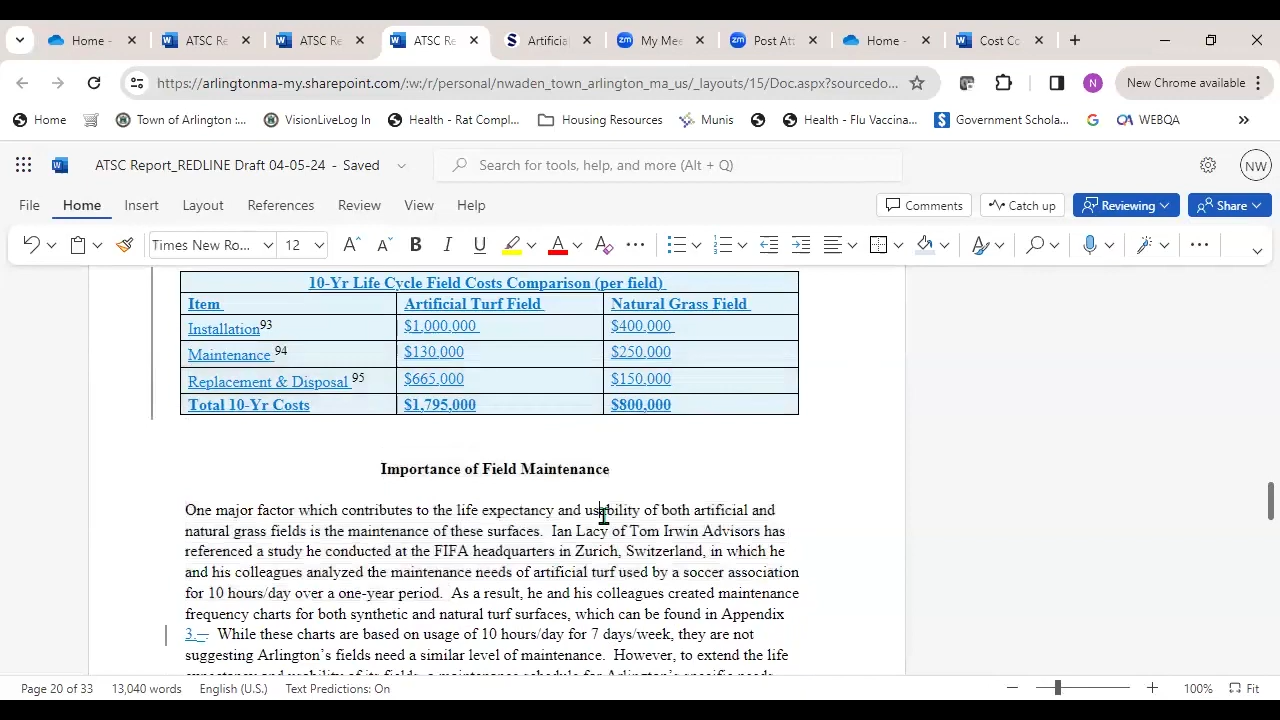 Home -
ATSC Re
ATSC Re
ATSC Re
Artificial
My Mee
Post Att
Home -
Cost Co
https://arlingtonma-my.sharepoint.com/:w:/r/personal/nwaden_town_arlington_ma_us/_layouts/15/Doc.aspx?sourcedo...
N
New Chrome available
Home
Town of Arlington :...
VisionLiveLog In
Health - Rat Compl...
Housing Resources
Munis
Health - Flu Vaccina...
Government Schola...
WEBQA
ATSC Report_REDLINE Draft 04-05-24 - Saved
Search for tools, help, and more (Alt + Q)
NW
File Home Insert Layout References Review View Help
Comments Catch up Reviewing Share
Times New Ro... 12
10-Yr Life Cycle Field Costs Comparison (per field)
Item Artificial Turf Field Natural Grass Field
Installation93 $1,000,000 $400,000
Maintenance 94 $130,000 $250,000
Replacement & Disposal 95 $665,000 $150,000
Total 10-Yr Costs $1,795,000 $800,000
Importance of Field Maintenance
One major factor which contributes to the life expectancy and usability of both artificial and
natural grass fields is the maintenance of these surfaces. Ian Lacy of Tom Irwin Advisors has
referenced a study he conducted at the FIFA headquarters in Zurich, Switzerland, in which he
and his colleagues analyzed the maintenance needs of artificial turf used by a soccer association
for 10 hours/day over a one-year period. As a result, he and his colleagues created maintenance
frequency charts for both synthetic and natural turf surfaces, which can be found in Appendix
3. While these charts are based on usage of 10 hours/day for 7 days/week, they are not
suggesting Arlington's fields need a similar level of maintenance. However, to extend the life
Page 20 of 33 13,040 words English (U.S.) Text Predictions: On
100% Fit